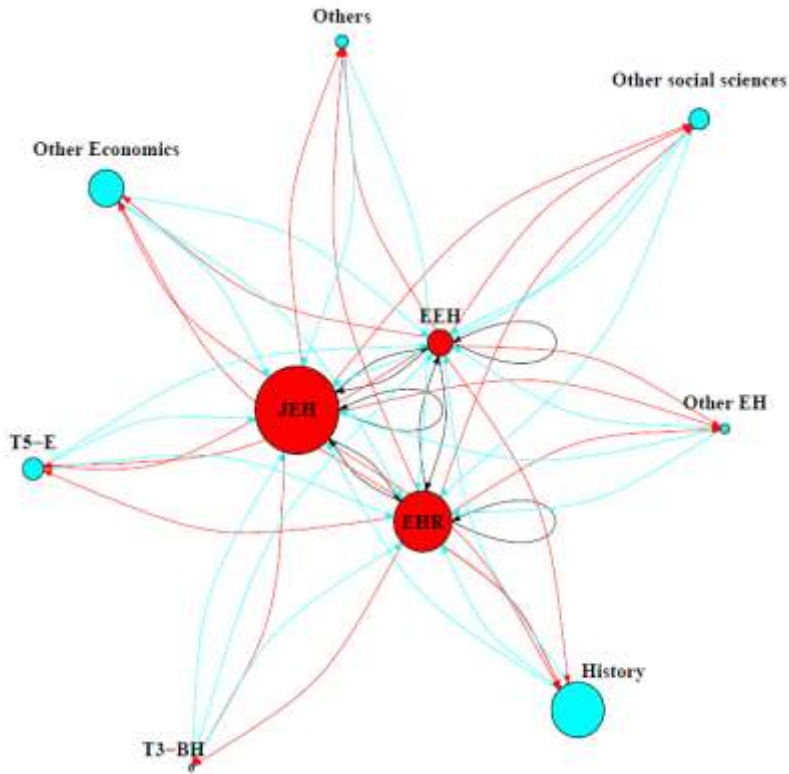 Others
Other social sciences
Other Economics
EEH
JEH
Other EH
T5−E
EHR
History
T3−BH